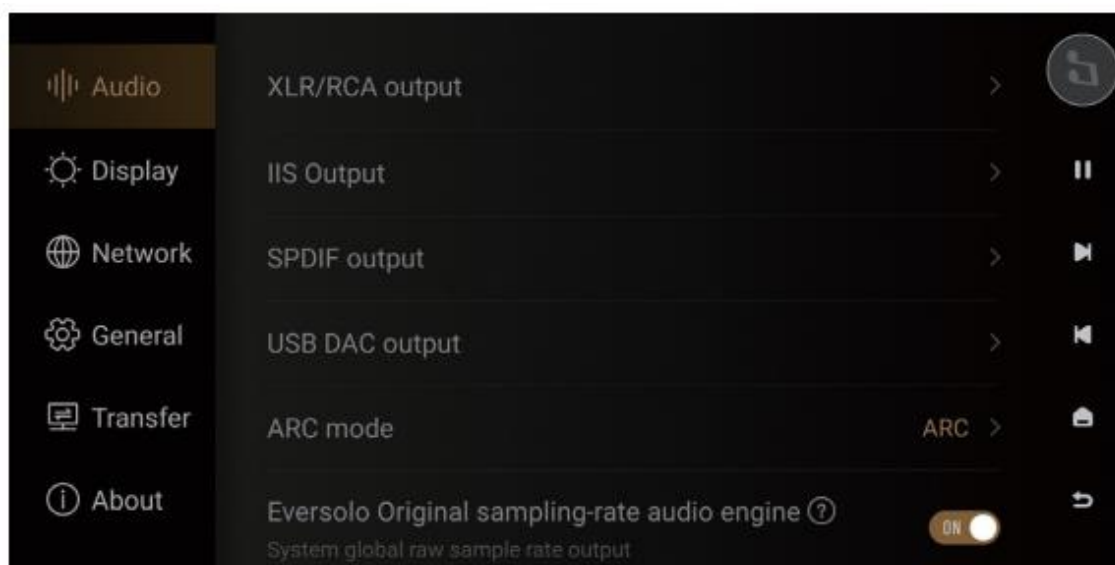 Audio
Display
Network
General
Transfer
About
XLR/RCA output
IIS Output
SPDIF output
USB DAC output
ARC mode
ARC
Eversolo Original sampling-rate audio engine
System global raw sample rate output
ON